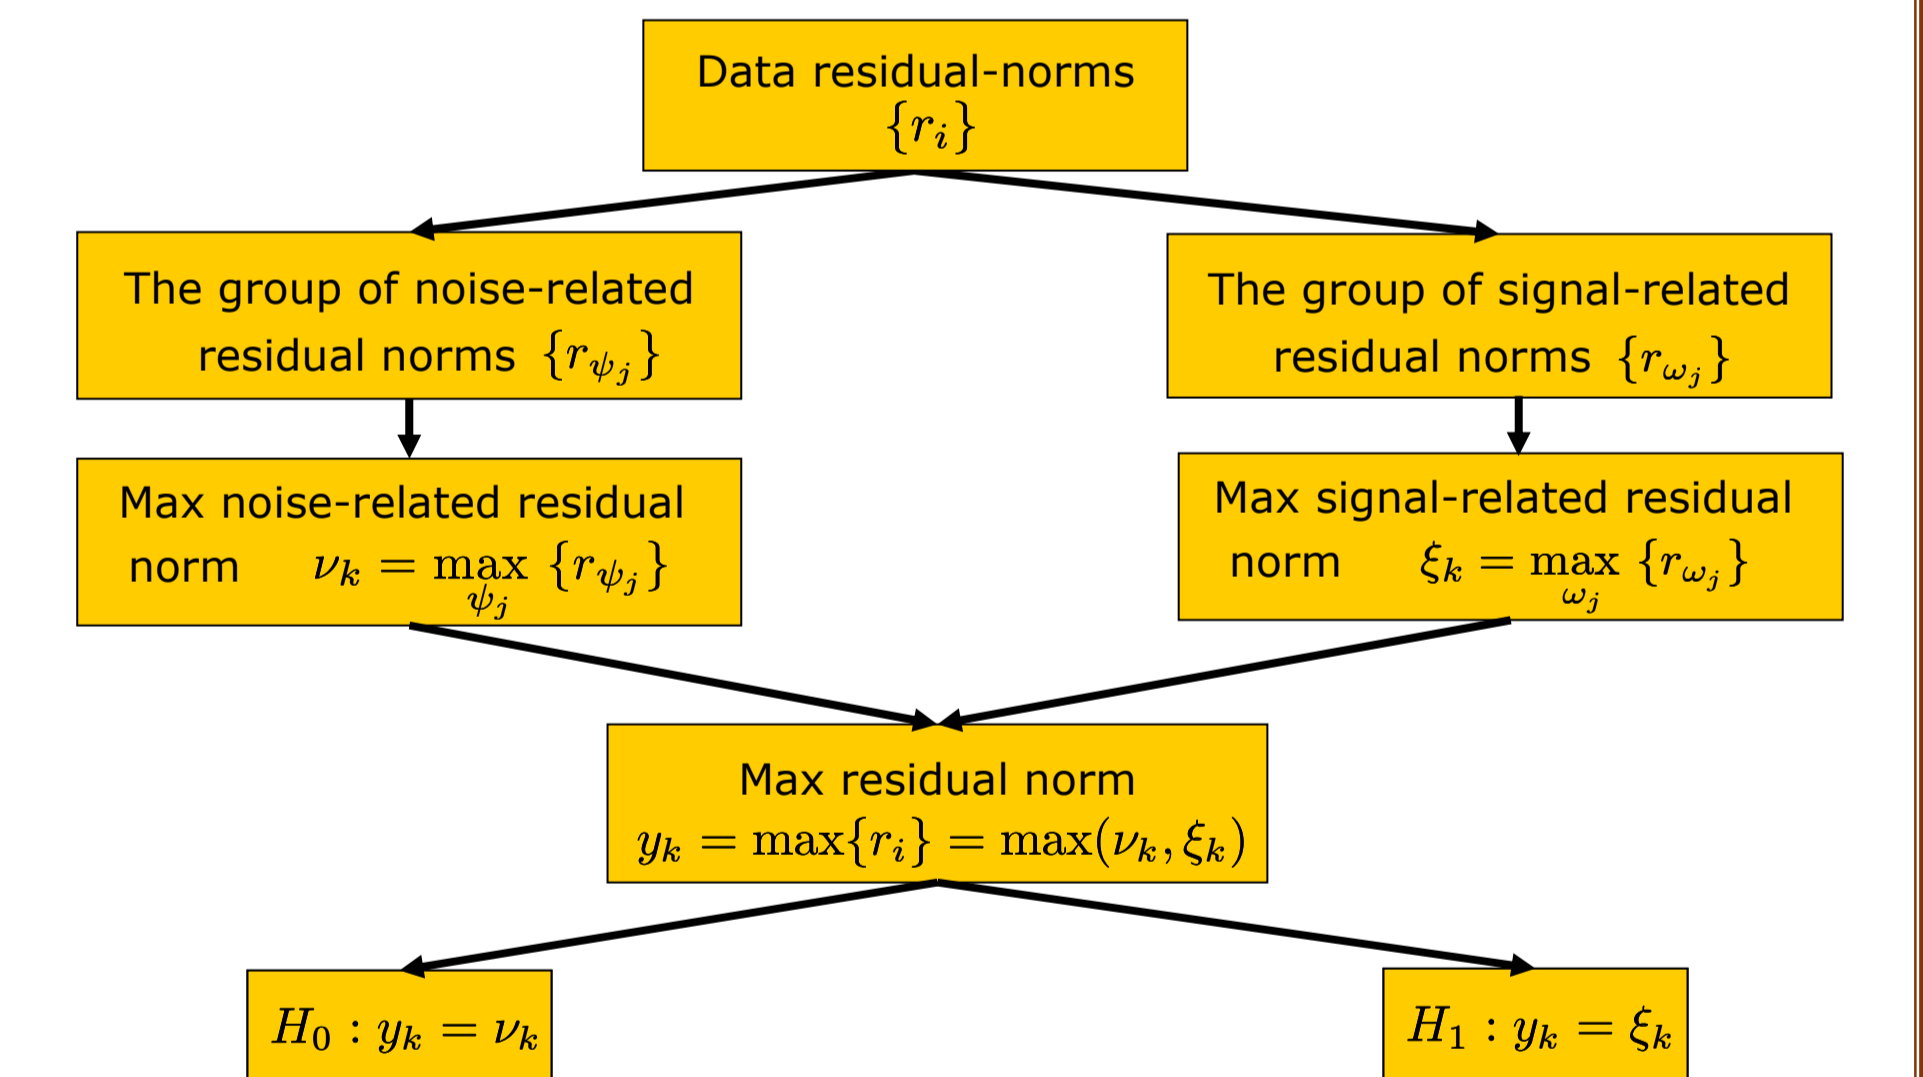 Data residual-norms
{r_i}
The group of noise-related
residual norms {r_{ψ_j}}
The group of signal-related
residual norms {r_{ω_j}}
Max noise-related residual
norm ν_k = max_{ψ_j} {r_{ψ_j}}
Max signal-related residual
norm ξ_k = max_{ω_j} {r_{ω_j}}
Max residual norm
y_k = max{r_i} = max(ν_k, ξ_k)
H_0 : y_k = ν_k
H_1 : y_k = ξ_k